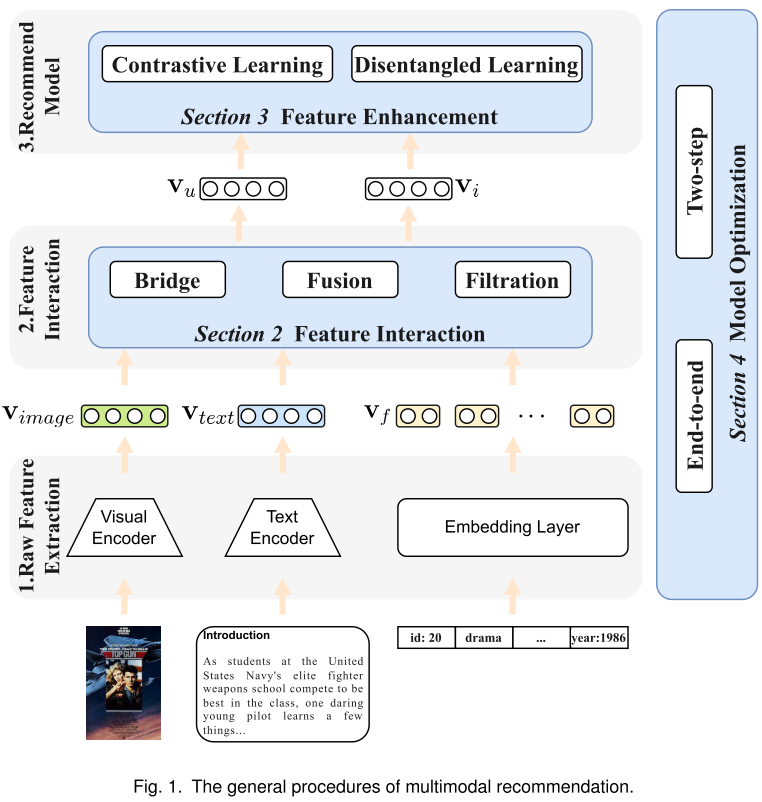 3.Recommend
Model
Contrastive Learning
Disentangled Learning
Section 3 Feature Enhancement
v_u
v_i
2.Feature
Interaction
Bridge
Fusion
Filtration
Section 2 Feature Interaction
v_image
v_text
v_f
...
1.Raw Feature
Extraction
Visual
Encoder
Text
Encoder
Embedding Layer
TOP GUN
Introduction
As students at the United
States Navy's elite fighter
weapons school compete to be
best in the class, one daring
young pilot learns a few
things...
id: 20
drama
...
year:1986
Two-step
End-to-end
Section 4 Model Optimization
Fig. 1. The general procedures of multimodal recommendation.